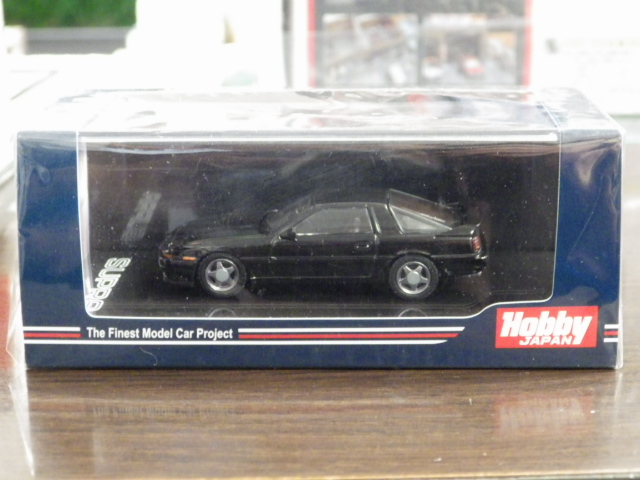 The Finest Model Car Project
Hobby
JAPAN